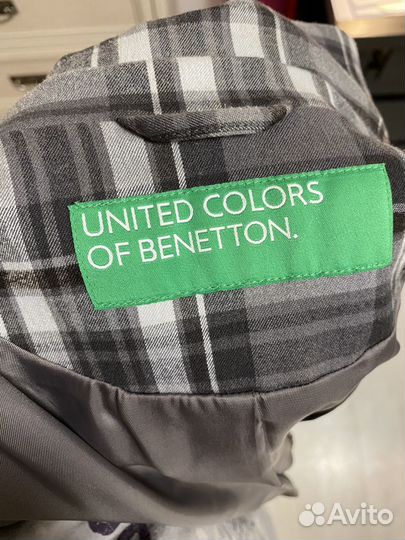 UNITED COLORS
OF BENETTON.
Avito